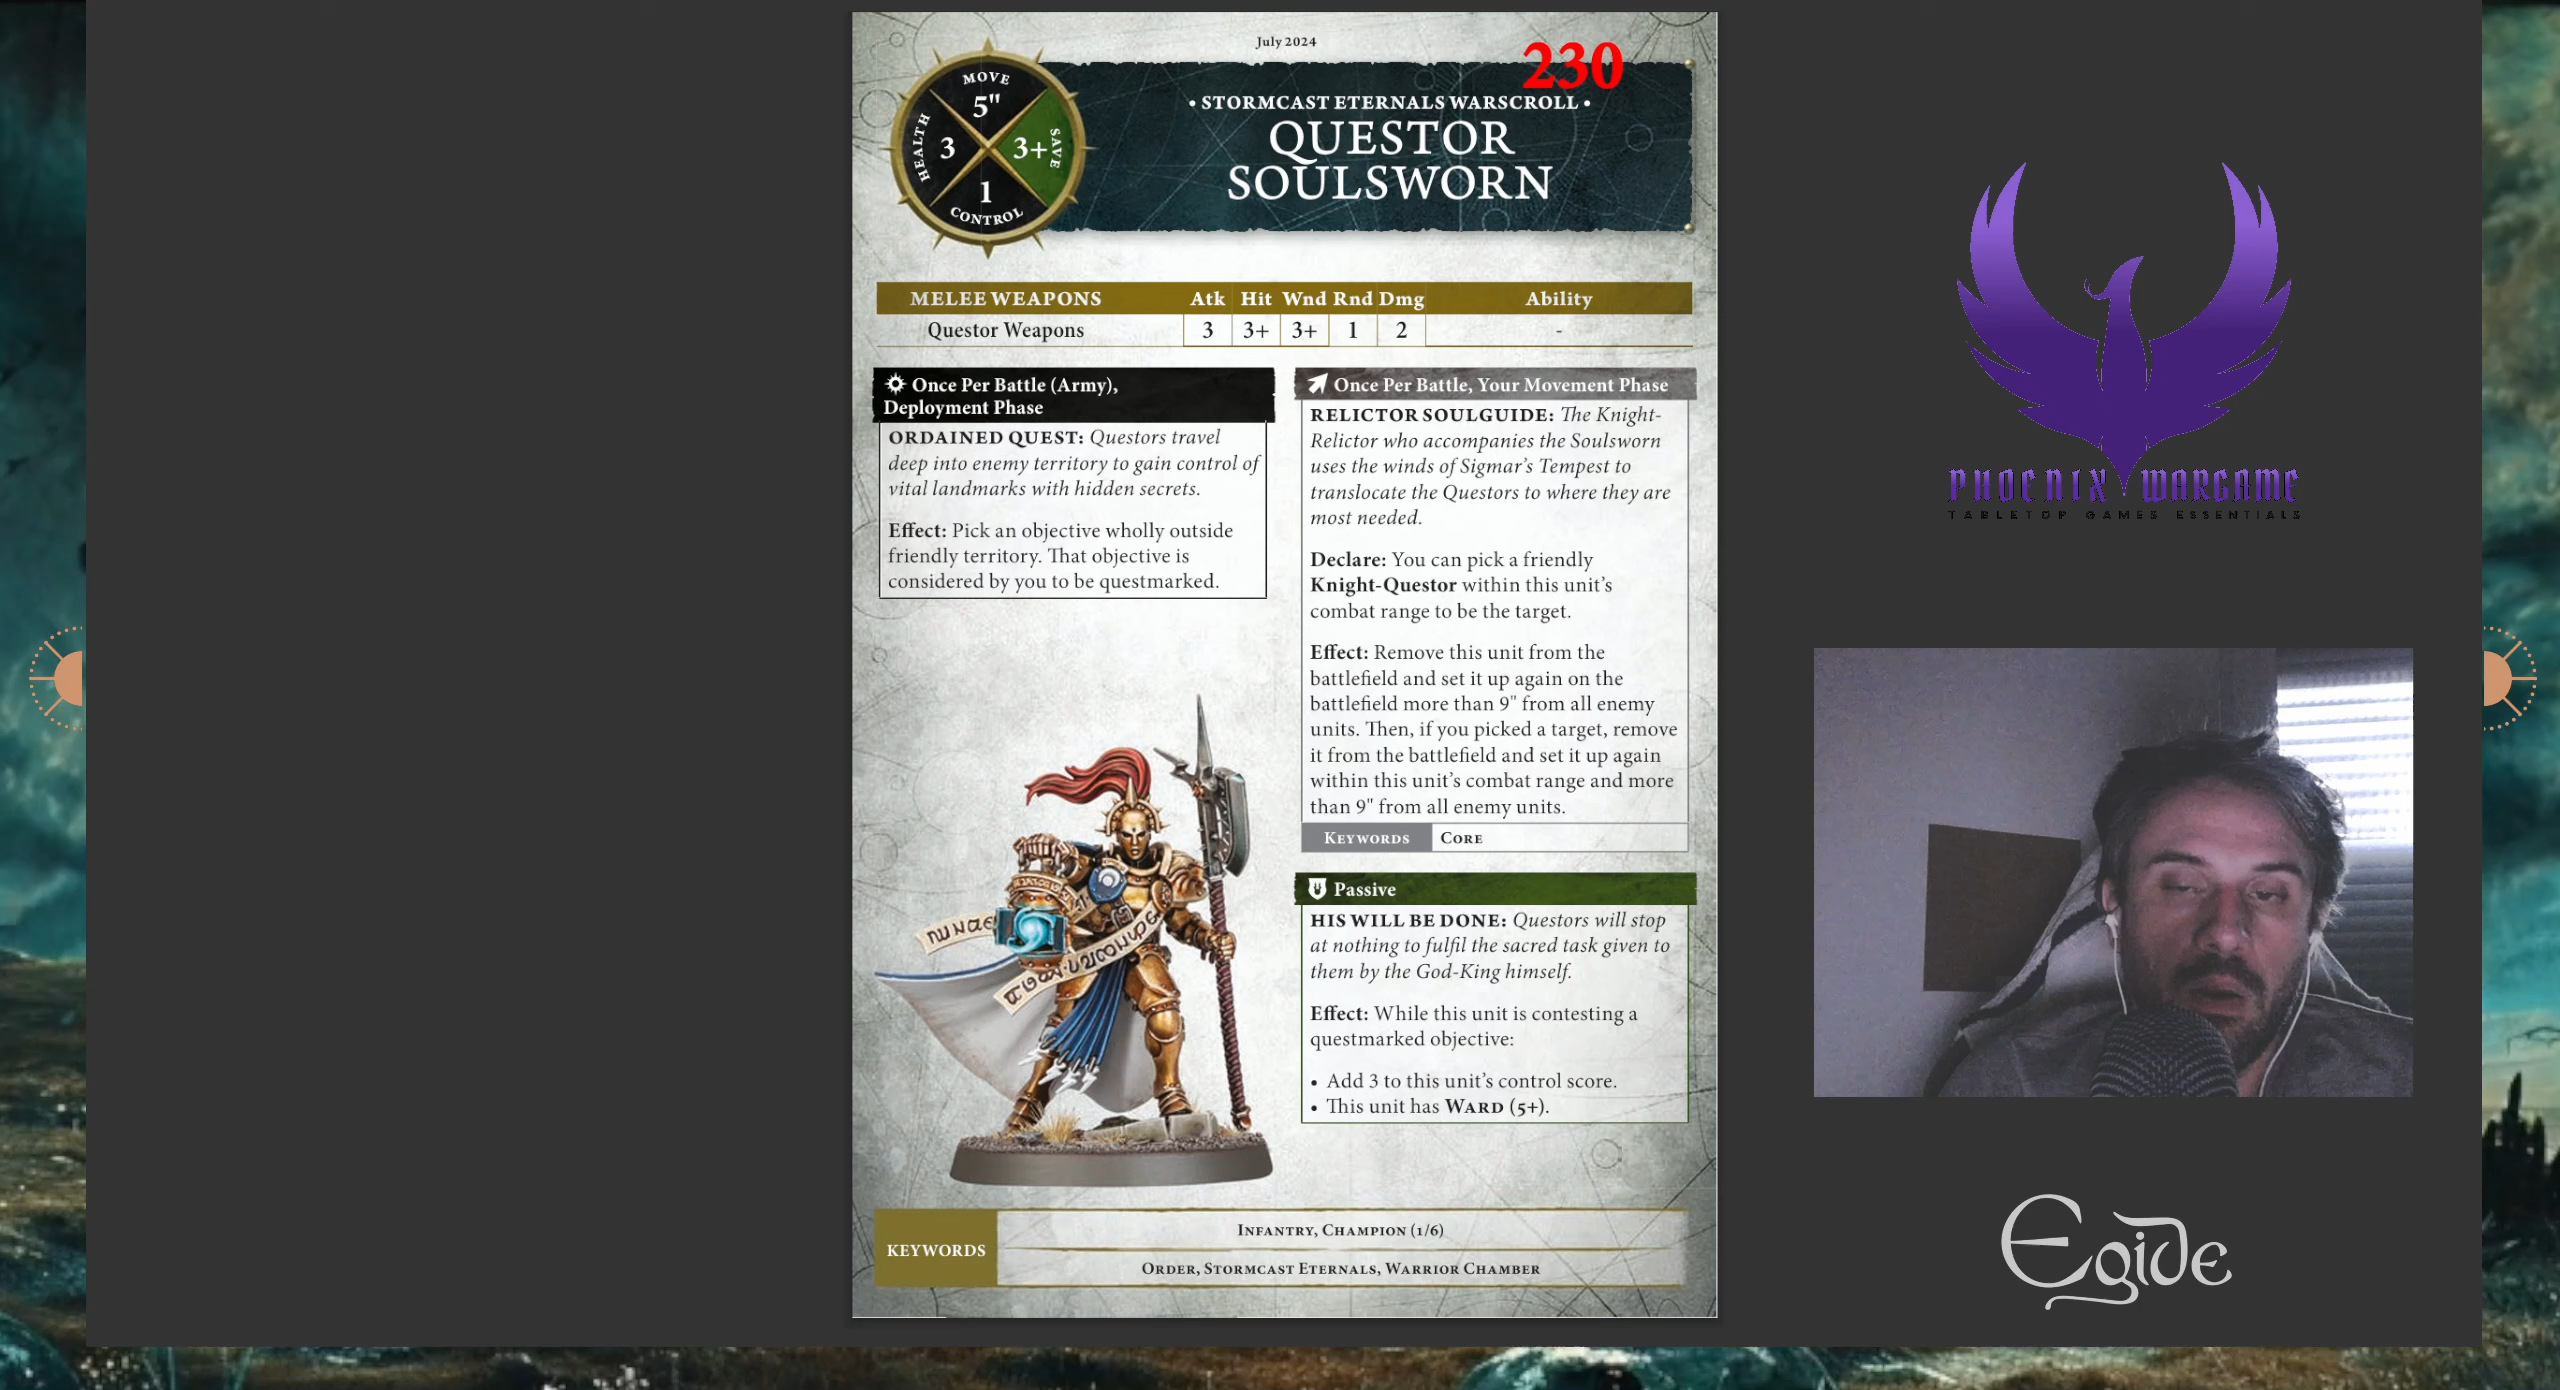 July 2024
230
MOVE
5"
HEALTH
3
3+
SAVE
1
CONTROL
• STORMCAST ETERNALS WARSCROLL •
QUESTOR
SOULSWORN
MELEE WEAPONS Atk Hit Wnd Rnd Dmg Ability
Questor Weapons 3 3+ 3+ 1 2 -
Once Per Battle (Army),
Deployment Phase
ORDAINED QUEST: Questors travel
deep into enemy territory to gain control of
vital landmarks with hidden secrets.
Effect: Pick an objective wholly outside
friendly territory. That objective is
considered by you to be questmarked.
Once Per Battle, Your Movement Phase
RELICTOR SOULGUIDE: The Knight-
Relictor who accompanies the Soulsworn
uses the winds of Sigmar's Tempest to
translocate the Questors to where they are
most needed.
Declare: You can pick a friendly
Knight-Questor within this unit's
combat range to be the target.
Effect: Remove this unit from the
battlefield and set it up again on the
battlefield more than 9" from all enemy
units. Then, if you picked a target, remove
it from the battlefield and set it up again
within this unit's combat range and more
than 9" from all enemy units.
KEYWORDS CORE
Passive
HIS WILL BE DONE: Questors will stop
at nothing to fulfil the sacred task given to
them by the God-King himself.
Effect: While this unit is contesting a
questmarked objective:
• Add 3 to this unit's control score.
• This unit has WARD (5+).
KEYWORDS
INFANTRY, CHAMPION (1/6)
ORDER, STORMCAST ETERNALS, WARRIOR CHAMBER
PHOENIX WARGAME
TABLETOP GAMES ESSENTIALS
Egide